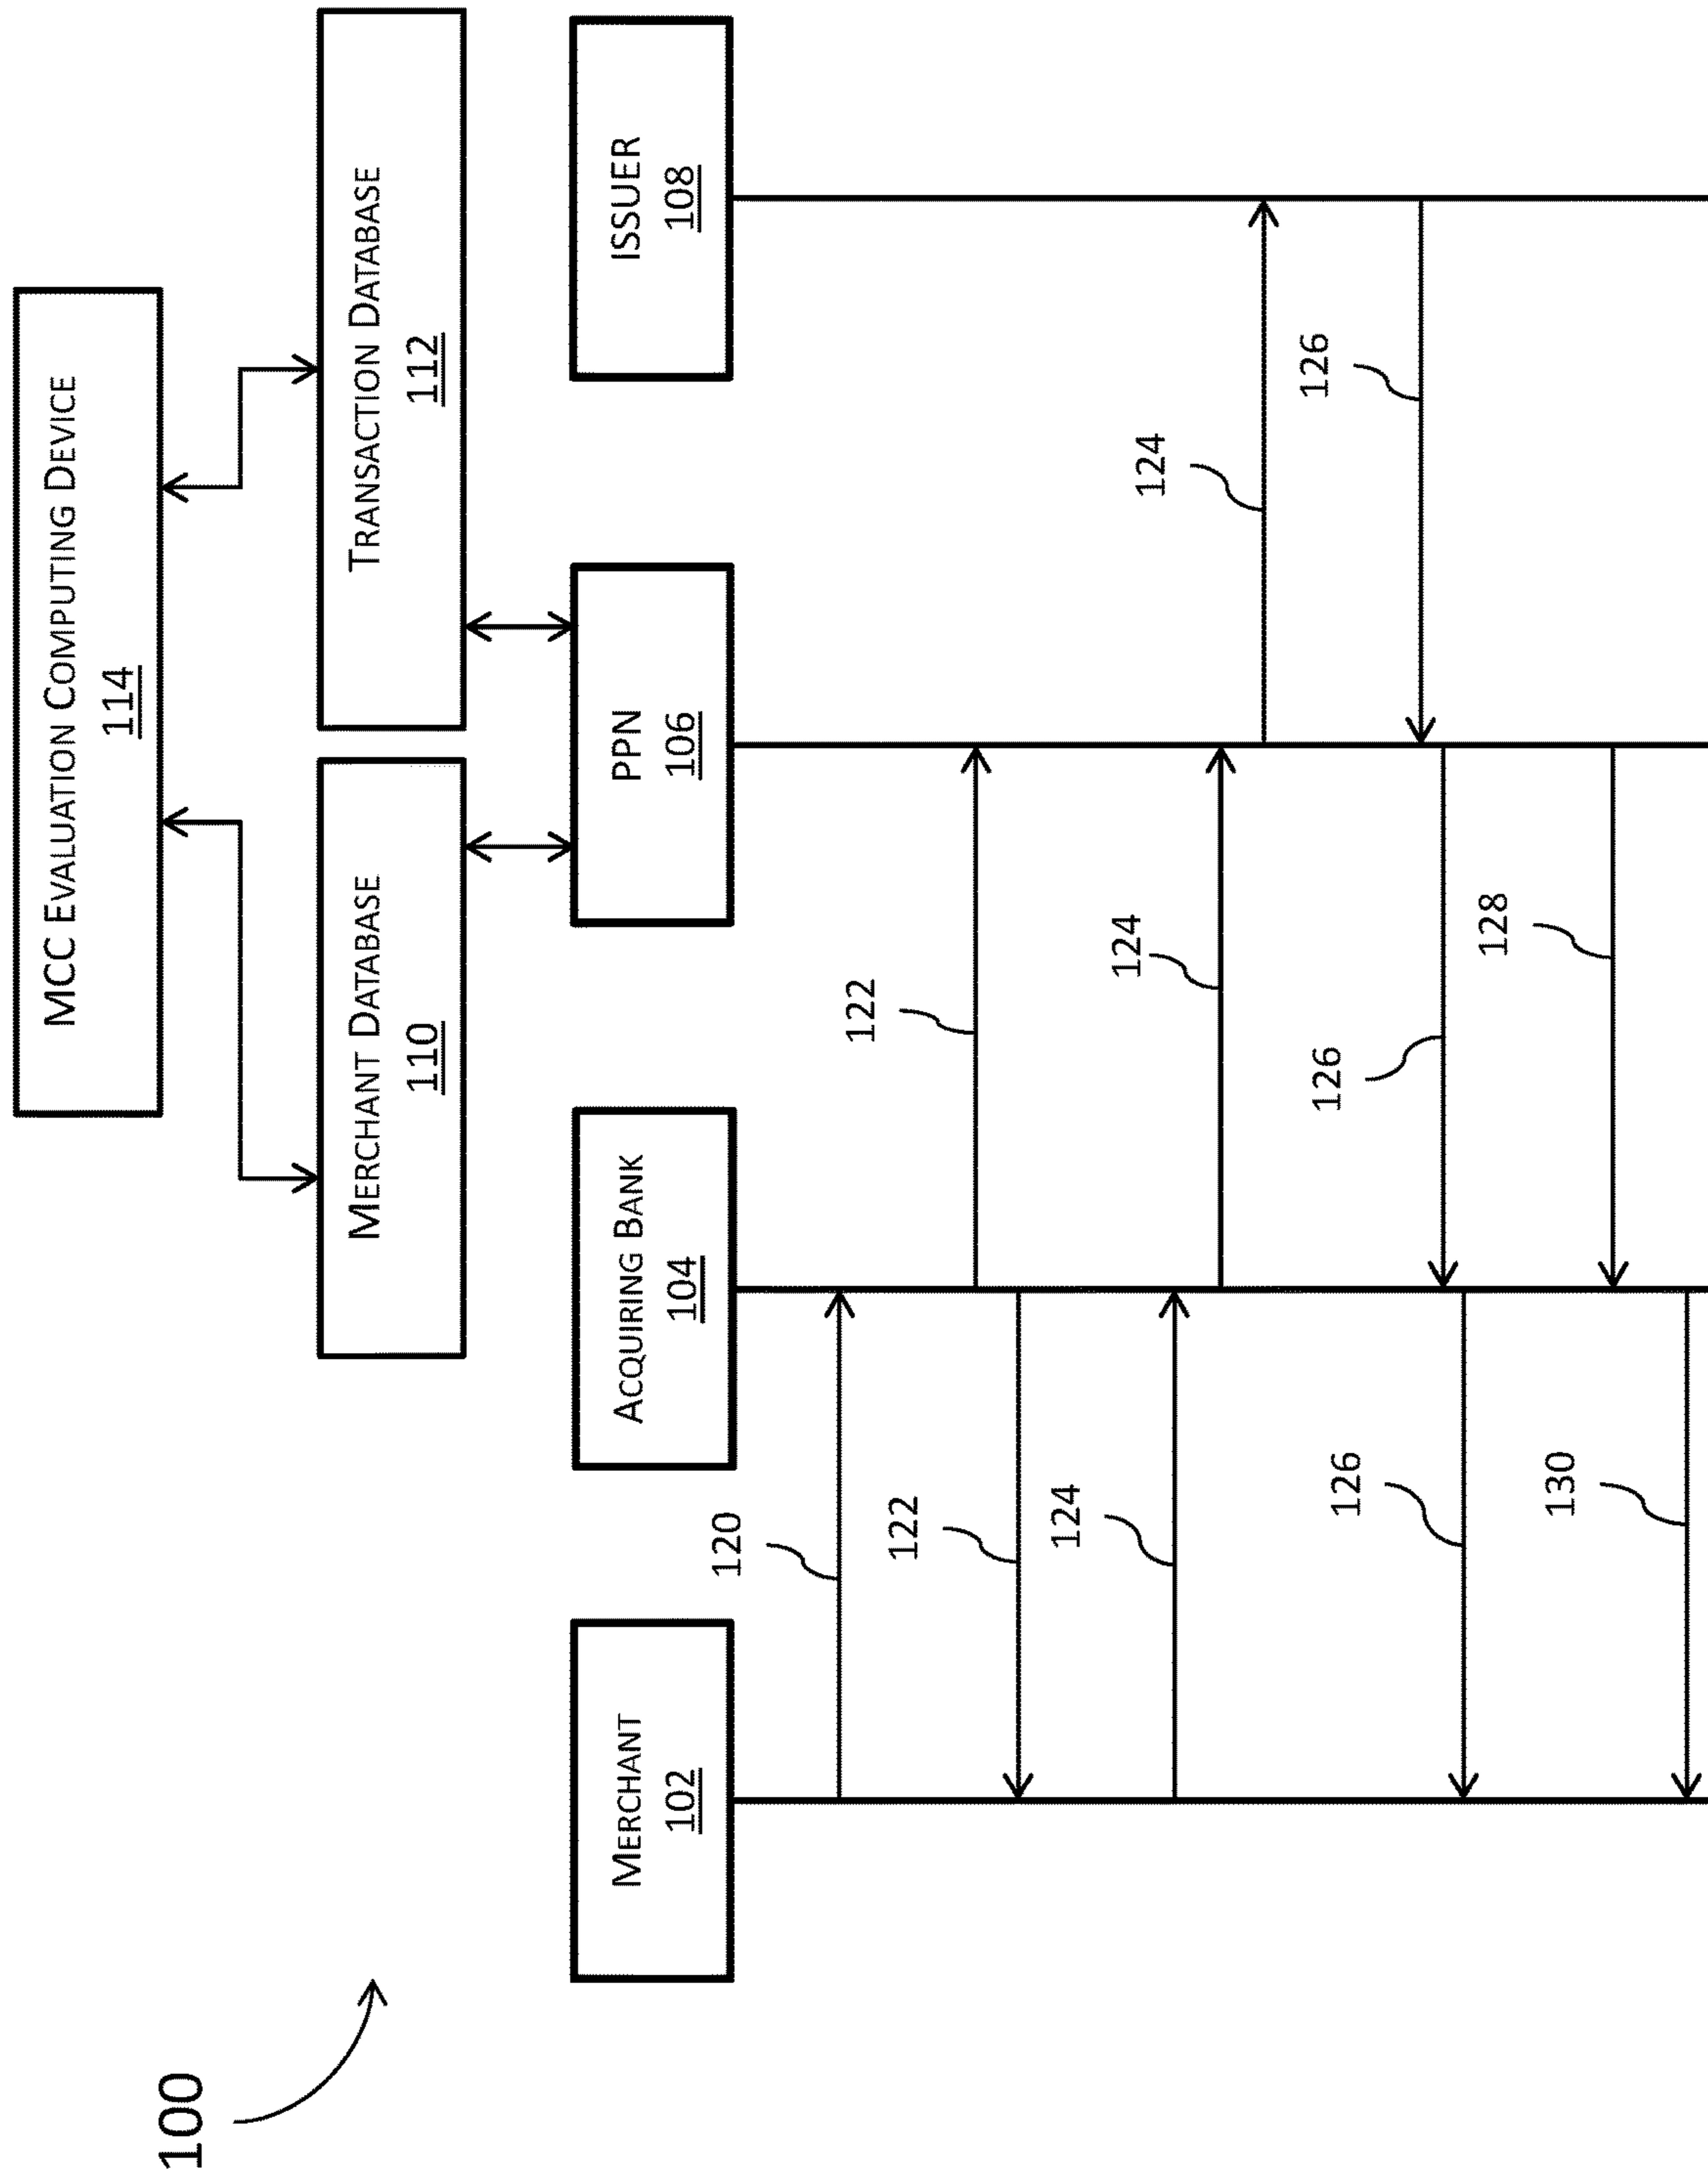 100
MCC EVALUATION COMPUTING DEVICE
114
MERCHANT DATABASE
110
TRANSACTION DATABASE
112
MERCHANT
102
ACQUIRING BANK
104
PPN
106
ISSUER
108
120
122
122
124
124
124
126
126
126
128
130